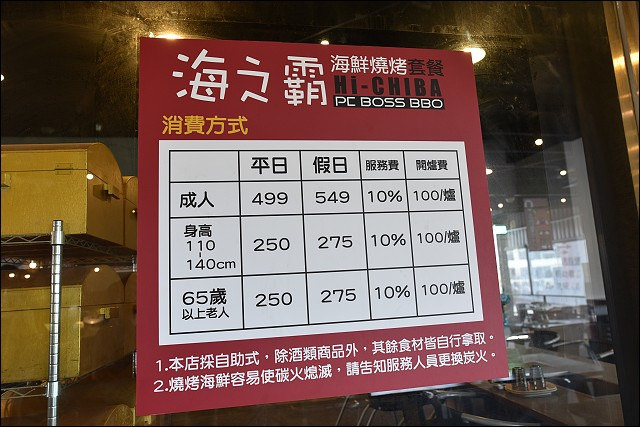 海之霸 海鮮燒烤套餐
Hi-CHIBA
PC BOSS BBQ
消費方式
平日 假日 服務費 開爐費
成人 499 549 10% 100/爐
身高
110
-
140cm 250 275 10% 100/爐
65歲
以上老人 250 275 10% 100/爐
1.本店採自助式，除酒類商品外，其餘食材皆自行拿取。
2.燒烤海鮮容易使碳火熄滅，請告知服務人員更換炭火。